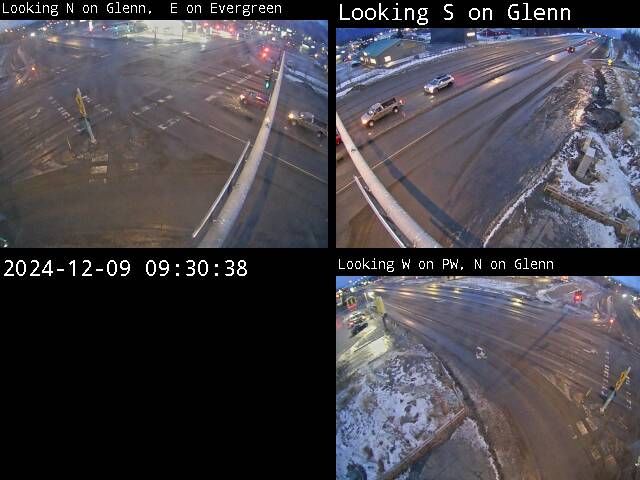 Looking N on Glenn,  E on Evergreen
Looking S on Glenn
2024-12-09 09:30:38
Looking W on PW, N on Glenn